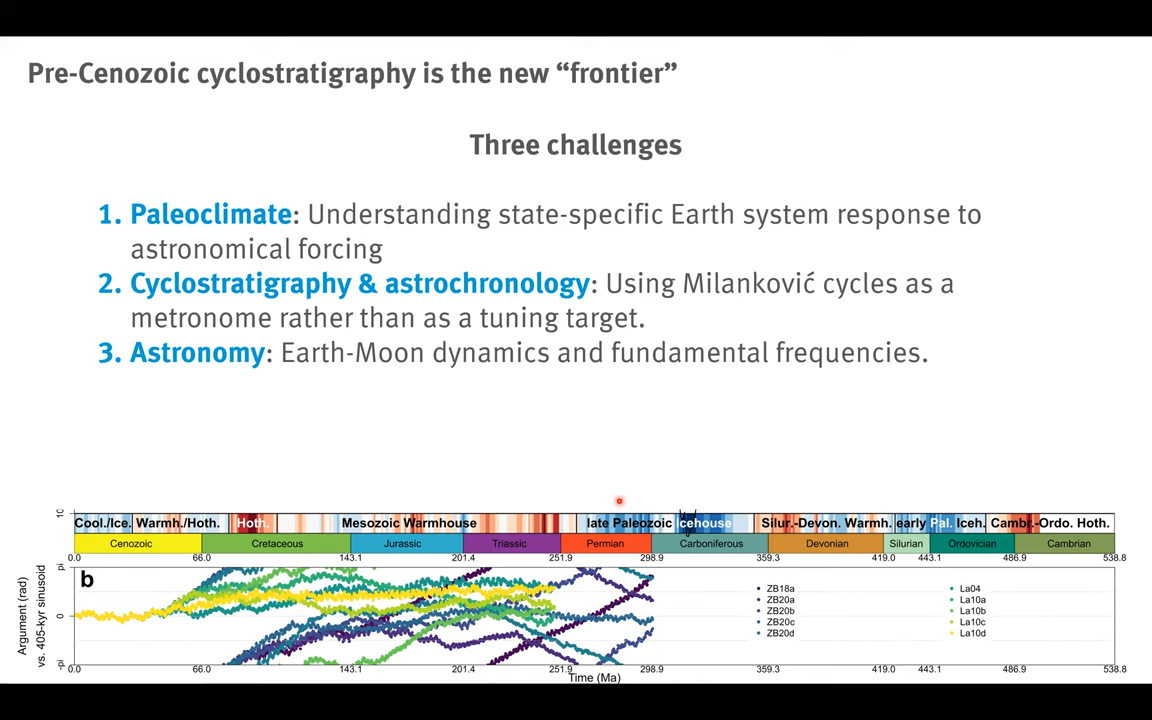 Pre-Cenozoic cyclostratigraphy is the new “frontier”
Three challenges
1. Paleoclimate: Understanding state-specific Earth system response to
astronomical forcing
2. Cyclostratigraphy & astrochronology: Using Milanković cycles as a
metronome rather than as a tuning target.
3. Astronomy: Earth-Moon dynamics and fundamental frequencies.
Cool./Ice. Warmh./Hoth. Hoth. Mesozoic Warmhouse late Paleozoic Icehouse Silur.-Devon. Warmh. early Pal. Iceh. Cambr.-Ordo. Hoth.
Cenozoic Cretaceous Jurassic Triassic Permian Carboniferous Devonian Silurian Ordovician Cambrian
0.0 66.0 143.1 201.4 251.9 298.9 359.3 419.0 443.1 486.9 538.8
Argument (rad)
vs. 405-kyr sinusoid
pi
0
-pi
b
ZB18a La04
ZB20a La10a
ZB20b La10b
ZB20c La10c
ZB20d La10d
0.0 66.0 143.1 201.4 251.9 298.9 359.3 419.0 443.1 486.9 538.8
Time (Ma)